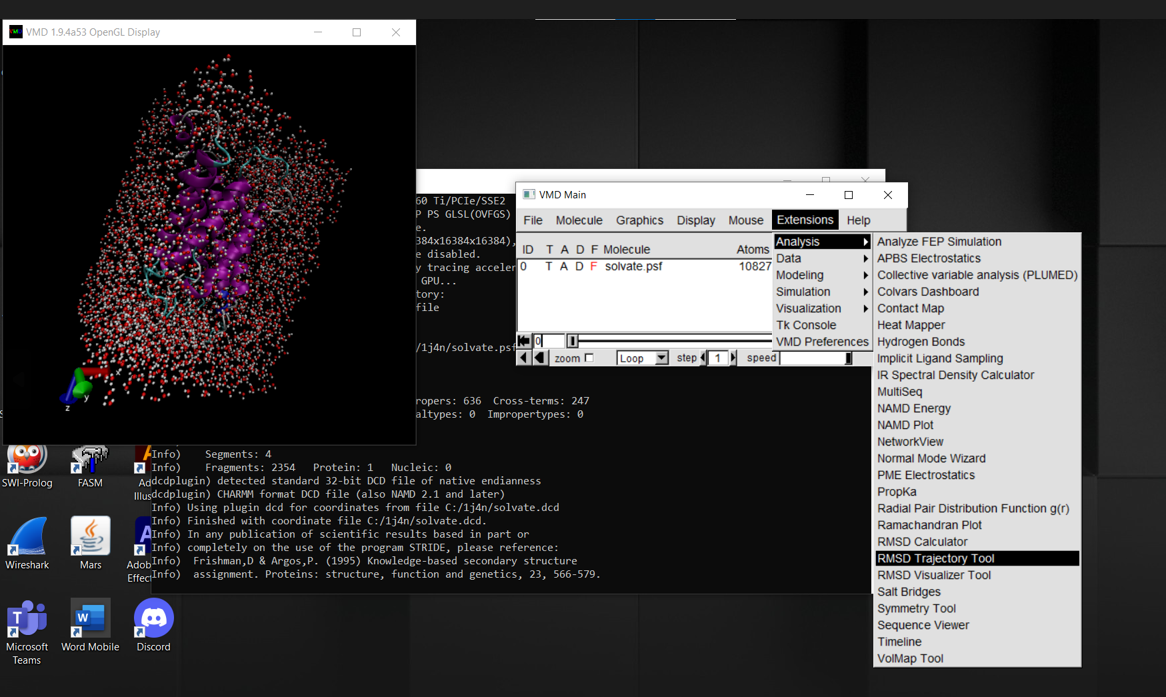 VMD 1.9.4a53 OpenGL Display
z
y
60 Ti/PCIe/SSE2
P PS GLSL(OVFGS)
e.
384x16384x16384),
e disabled.
y tracing acceler
GPU...
tory:
file
/1j4n/solvate.psf
ropers: 636  Cross-terms: 247
altypes: 0  Impropertypes: 0
Info)    Segments: 4
Info)    Fragments: 2354   Protein: 1   Nucleic: 0
dcdplugin) detected standard 32-bit DCD file of native endianness
dcdplugin) CHARMM format DCD file (also NAMD 2.1 and later)
Info) Using plugin dcd for coordinates from file C:/1j4n/solvate.dcd
Info) Finished with coordinate file C:/1j4n/solvate.dcd.
Info) In any publication of scientific results based in part or
Info) completely on the use of the program STRIDE, please reference:
Info)  Frishman,D & Argos,P. (1995) Knowledge-based secondary structure
Info)  assignment. Proteins: structure, function and genetics, 23, 566-579.
VMD Main
File Molecule Graphics Display Mouse Extensions Help
ID T A D F Molecule Atoms
0 T A D F solvate.psf 10827
0
zoom Loop step 1 speed
Analysis
Data
Modeling
Simulation
Visualization
Tk Console
VMD Preferences
Analyze FEP Simulation
APBS Electrostatics
Collective variable analysis (PLUMED)
Colvars Dashboard
Contact Map
Heat Mapper
Hydrogen Bonds
Implicit Ligand Sampling
IR Spectral Density Calculator
MultiSeq
NAMD Energy
NAMD Plot
NetworkView
Normal Mode Wizard
PME Electrostatics
PropKa
Radial Pair Distribution Function g(r)
Ramachandran Plot
RMSD Calculator
RMSD Trajectory Tool
RMSD Visualizer Tool
Salt Bridges
Symmetry Tool
Sequence Viewer
Timeline
VolMap Tool
SWI-Prolog
FASM
Ad
Illus
Wireshark
Mars
Adob
Effect
Microsoft
Teams
Word Mobile
Discord